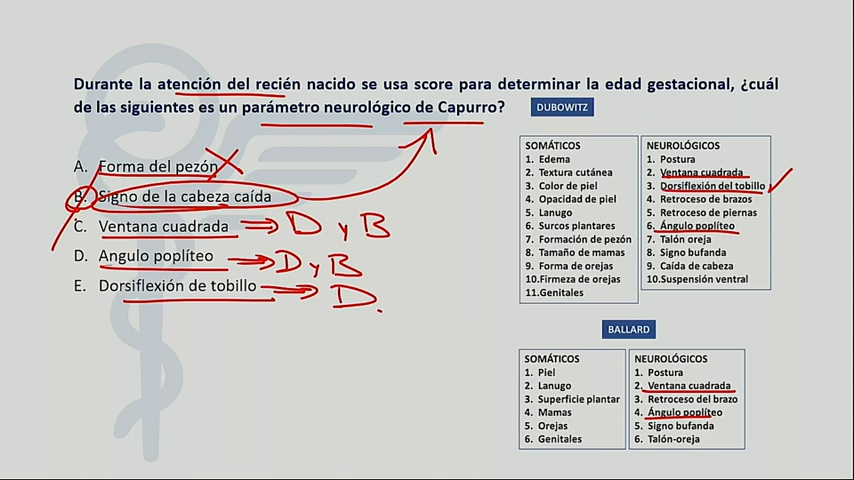 Durante la atención del recién nacido se usa score para determinar la edad gestacional, ¿cuál
de las siguientes es un parámetro neurológico de Capurro?
DUBOWITZ
A. Forma del pezón
B. Signo de la cabeza caída
C. Ventana cuadrada ⇒ D y B
D. Angulo poplíteo → D y B
E. Dorsiflexión de tobillo ⇒ D.
SOMÁTICOS
1. Edema
2. Textura cutánea
3. Color de piel
4. Opacidad de piel
5. Lanugo
6. Surcos plantares
7. Formación de pezón
8. Tamaño de mamas
9. Forma de orejas
10.Firmeza de orejas
11.Genitales
NEUROLÓGICOS
1. Postura
2. Ventana cuadrada
3. Dorsiflexión del tobillo
4. Retroceso de brazos
5. Retroceso de piernas
6. Ángulo poplíteo
7. Talón oreja
8. Signo bufanda
9. Caída de cabeza
10.Suspensión ventral
BALLARD
SOMÁTICOS
1. Piel
2. Lanugo
3. Superficie plantar
4. Mamas
5. Orejas
6. Genitales
NEUROLÓGICOS
1. Postura
2. Ventana cuadrada
3. Retroceso del brazo
4. Ángulo poplíteo
5. Signo bufanda
6. Talón-oreja